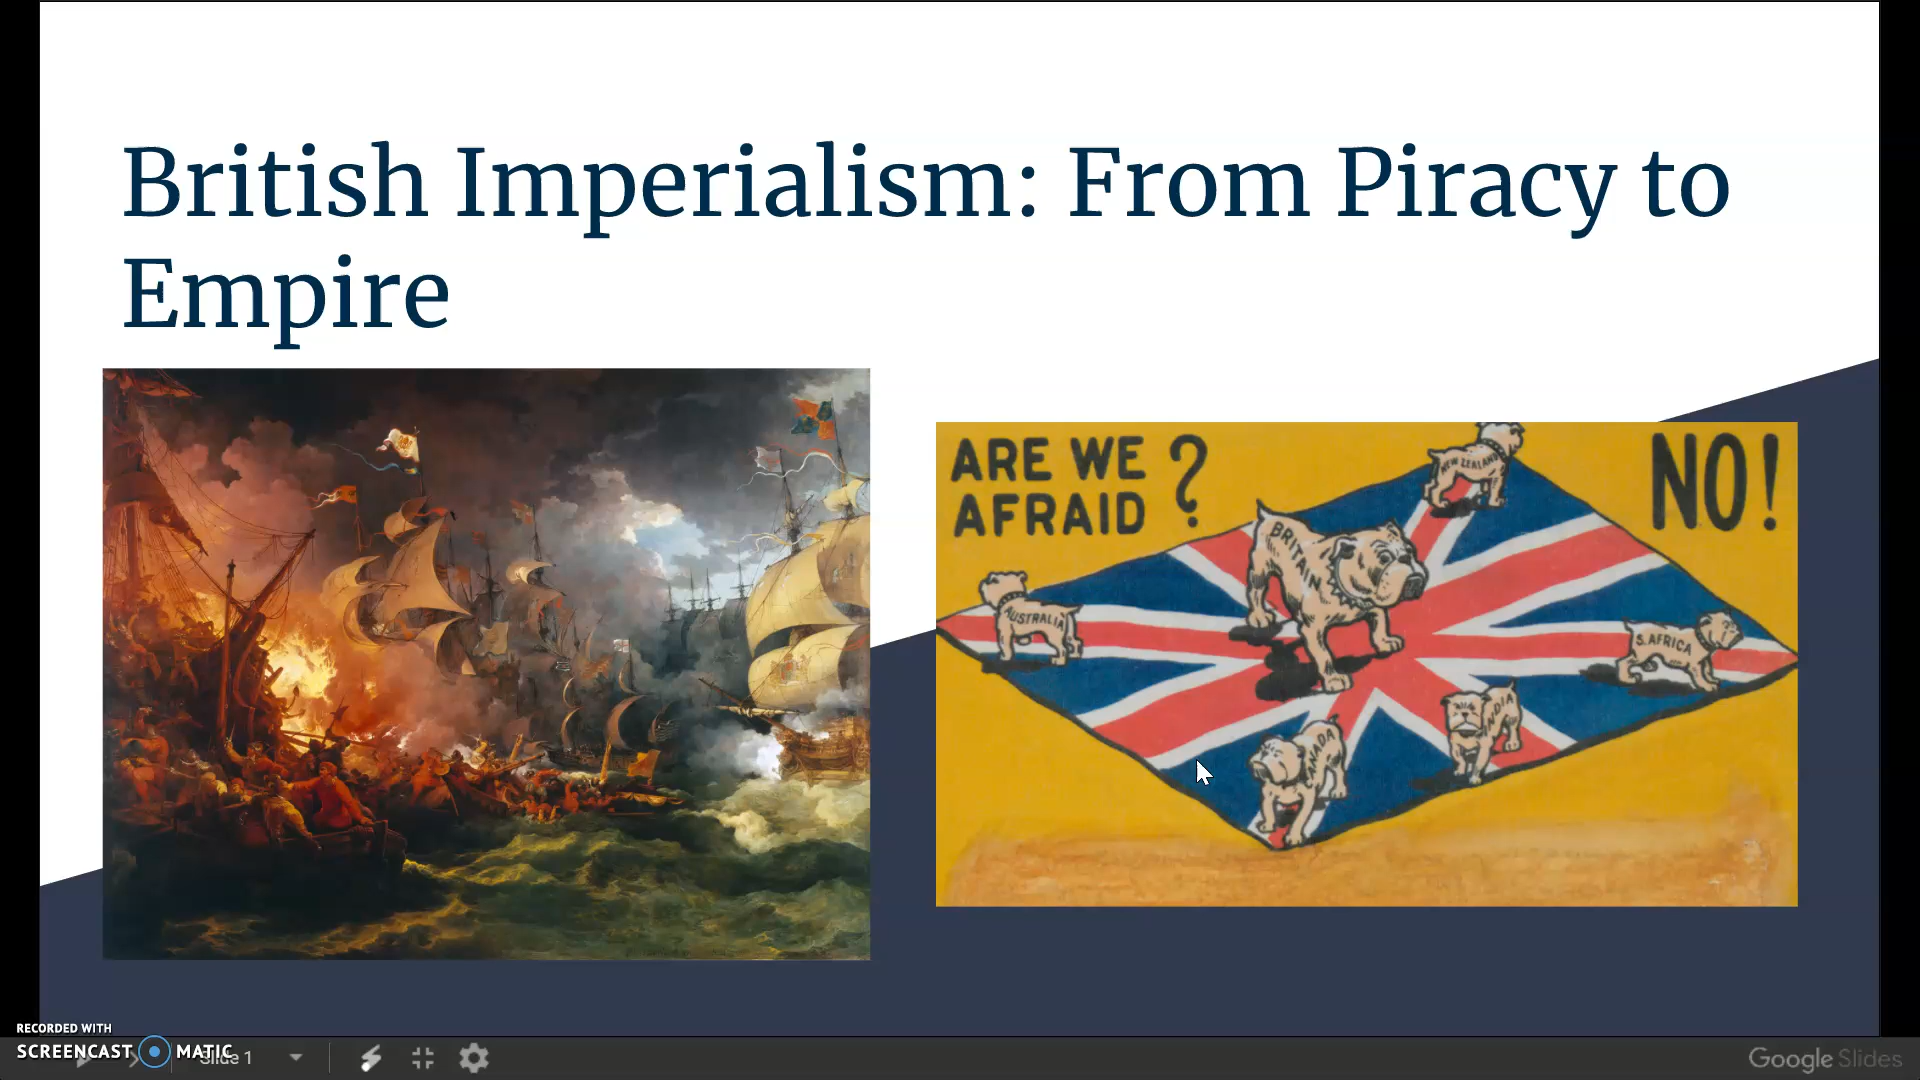 British Imperialism: From Piracy to
Empire
ARE WE
AFRAID
?
NO!
NEW ZEALAND
BRITAIN
AUSTRALIA
S. AFRICA
INDIA
CANADA
RECORDED WITH
SCREENCAST MATIC
Slide 1
Google Slides